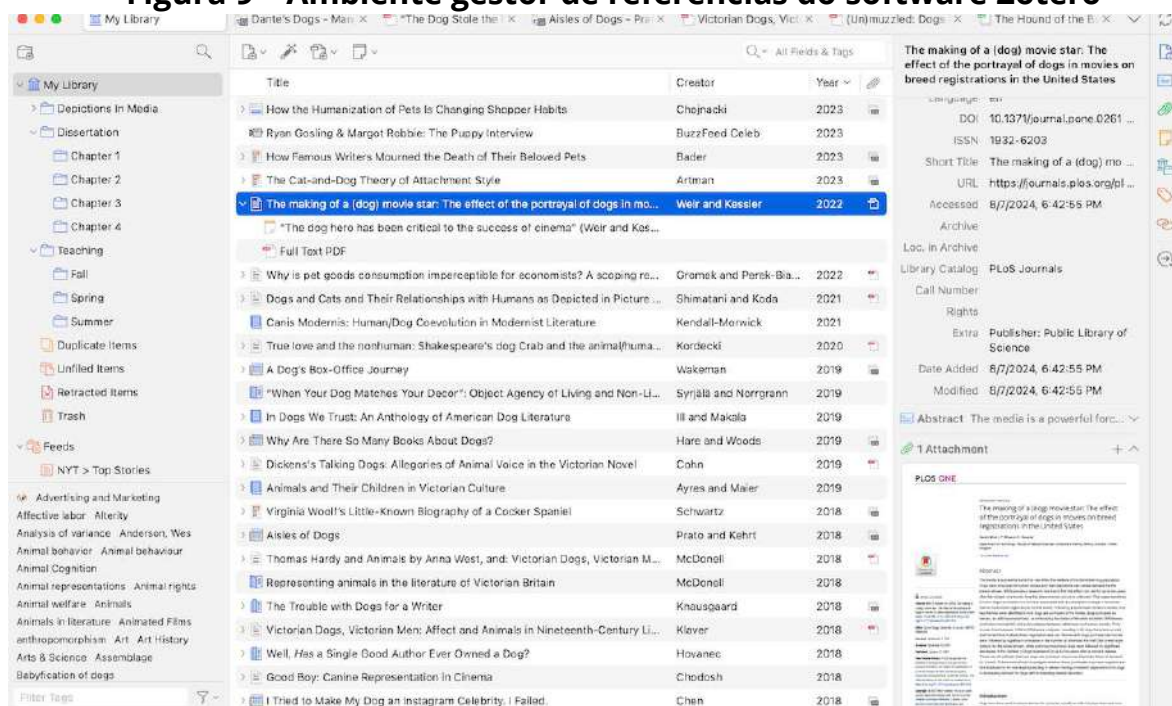 Figura 9 - Ambiente gestor de referências do software Zotero
My Library
Dante's Dogs - Man
"The Dog Stole the
Aisles of Dogs - Pra
Victorian Dogs, Vict
(Un)muzzled: Dogs
The Hound of the B
All Fields & Tags
My Library
Depictions In Media
Dissertation
Chapter 1
Chapter 2
Chapter 3
Chapter 4
Teaching
Fall
Spring
Summer
Duplicate Items
Unfiled Items
Retracted Items
Trash
Feeds
NYT > Top Stories
Advertising and Marketing
Affective labor Alterity
Analysis of variance Anderson, Wes
Animal behavior Animal behaviour
Animal Cognition
Animal representations Animal rights
Animal welfare Animals
Animals in literature Animated Films
anthropomorphism Art Art History
Arts & Science Assemblage
Babyfication of dogs
Filter Tags
Title Creator Year
How the Humanization of Pets Is Changing Shopper Habits Chojnacki 2023
Ryan Gosling & Margot Robbie: The Puppy Interview BuzzFeed Celeb 2023
How Famous Writers Mourned the Death of Their Beloved Pets Bader 2023
The Cat-and-Dog Theory of Attachment Style Artman 2023
The making of a (dog) movie star: The effect of the portrayal of dogs in mo... Weir and Kessler 2022
"The dog hero has been critical to the success of cinema" (Weir and Kes...
Full Text PDF
Why is pet goods consumption imperceptible for economists? A scoping re... Gromek and Perek-Bia... 2022
Dogs and Cats and Their Relationships with Humans as Depicted in Picture ... Shimatani and Koda 2021
Canis Modernis: Human/Dog Coevolution in Modernist Literature Kendall-Morwick 2021
True love and the nonhuman: Shakespeare's dog Crab and the animal/huma... Kordecki 2020
A Dog's Box-Office Journey Wakeman 2019
"When Your Dog Matches Your Decor": Object Agency of Living and Non-Li... Syrjälä and Norrgrann 2019
In Dogs We Trust: An Anthology of American Dog Literature Ill and Makala 2019
Why Are There So Many Books About Dogs? Hare and Woods 2019
Dickens's Talking Dogs: Allegories of Animal Voice in the Victorian Novel Cohn 2019
Animals and Their Children in Victorian Culture Ayres and Maier 2019
Virginia Woolf's Little-Known Biography of a Cocker Spaniel Schwartz 2018
Aisles of Dogs Prato and Kehrt 2018
Thomas Hardy and Animals by Anna West, and: Victorian Dogs, Victorian M... McDonell 2018
Representing animals in the literature of Victorian Britain McDonell 2018
The Trouble with Dogs for a Writer Knausgaard 2018
Victorian Dogs, Victorian Men: Affect and Animals in Nineteenth-Century Li... Klaver 2018
Well, Has a Single Good Author Ever Owned a Dog? Hovanec 2018
Good Boy: Canine Representation in Cinema Chodosh 2018
I Tried to Make My Dog an Instagram Celebrity. I Failed. Chen 2018
The making of a (dog) movie star: The
effect of the portrayal of dogs in movies on
breed registrations in the United States
Language en
DOI 10.1371/journal.pone.0261 ...
ISSN 1932-6203
Short Title The making of a (dog) mo ...
URL https://journals.plos.org/pl ...
Accessed 8/7/2024, 6:42:55 PM
Archive
Loc. in Archive
Library Catalog PLoS Journals
Call Number
Rights
Extra Publisher: Public Library of
Science
Date Added 8/7/2024, 6:42:55 PM
Modified 8/7/2024, 6:42:55 PM
Abstract The media is a powerful forc...
1 Attachment
PLOS ONE
The making of a (dog) movie star: The effect
of the portrayal of dogs in movies on breed
registrations in the United States
Abstract
Introduction